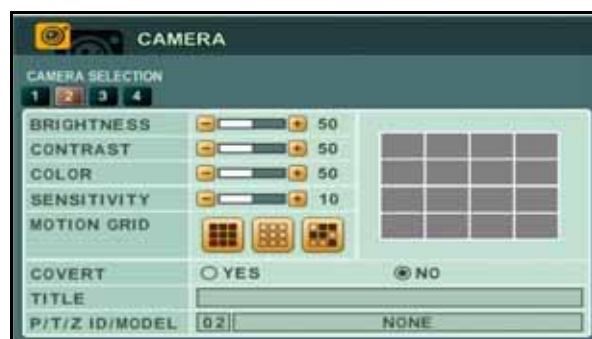 CAMERA
CAMERA SELECTION
1 2 3 4
BRIGHTNESS 50
CONTRAST 50
COLOR 50
SENSITIVITY 10
MOTION GRID
COVERT YES NO
TITLE
P/T/Z ID/MODEL 02 NONE